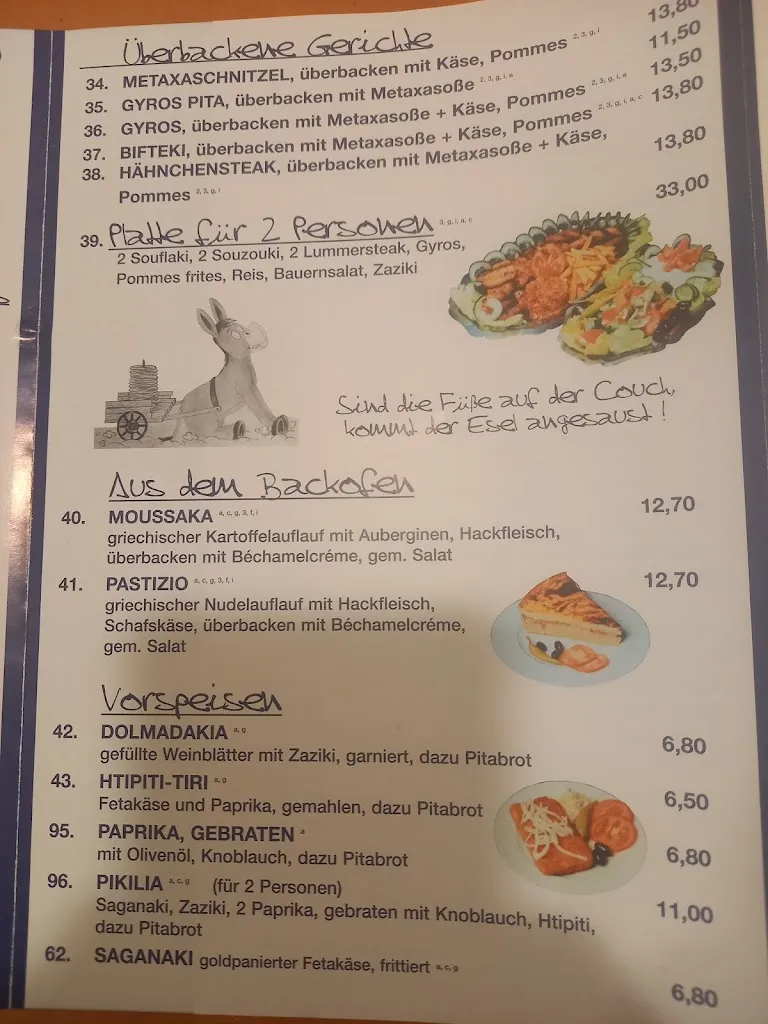 Überbackene Gerichte
34. METAXASCHNITZEL, überbacken mit Käse, Pommes 2, 3, g, i 13,80
35. GYROS PITA, überbacken mit Metaxasoße 2, 3, g, i, a 11,50
36. GYROS, überbacken mit Metaxasoße + Käse, Pommes 2, 3, g, i, a 13,50
37. BIFTEKI, überbacken mit Metaxasoße + Käse, Pommes 2, 3, g, i, a, c 13,80
38. HÄHNCHENSTEAK, überbacken mit Metaxasoße + Käse, 13,80
Pommes 2, 3, g, i
39. Platte für 2 Personen 3, g, i, a, c 33,00
2 Souflaki, 2 Souzouki, 2 Lummersteak, Gyros,
Pommes frites, Reis, Bauernsalat, Zaziki
Sind die Füße auf der Couch,
kommt der Esel angesaust!
Aus dem Backofen
40. MOUSSAKA a, c, g, 3, f, i 12,70
griechischer Kartoffelauflauf mit Auberginen, Hackfleisch,
überbacken mit Béchamelcréme, gem. Salat
41. PASTIZIO a, c, g, 3, f, i 12,70
griechischer Nudelauflauf mit Hackfleisch,
Schafskäse, überbacken mit Béchamelcréme,
gem. Salat
Vorspeisen
42. DOLMADAKIA a, g 6,80
gefüllte Weinblätter mit Zaziki, garniert, dazu Pitabrot
43. HTIPITI-TIRI a, g 6,50
Fetakäse und Paprika, gemahlen, dazu Pitabrot
95. PAPRIKA, GEBRATEN a 6,80
mit Olivenöl, Knoblauch, dazu Pitabrot
96. PIKILIA a, c, g (für 2 Personen) 11,00
Saganaki, Zaziki, 2 Paprika, gebraten mit Knoblauch, Htipiti,
dazu Pitabrot
62. SAGANAKI goldpanierter Fetakäse, frittiert a, c, g 6,80